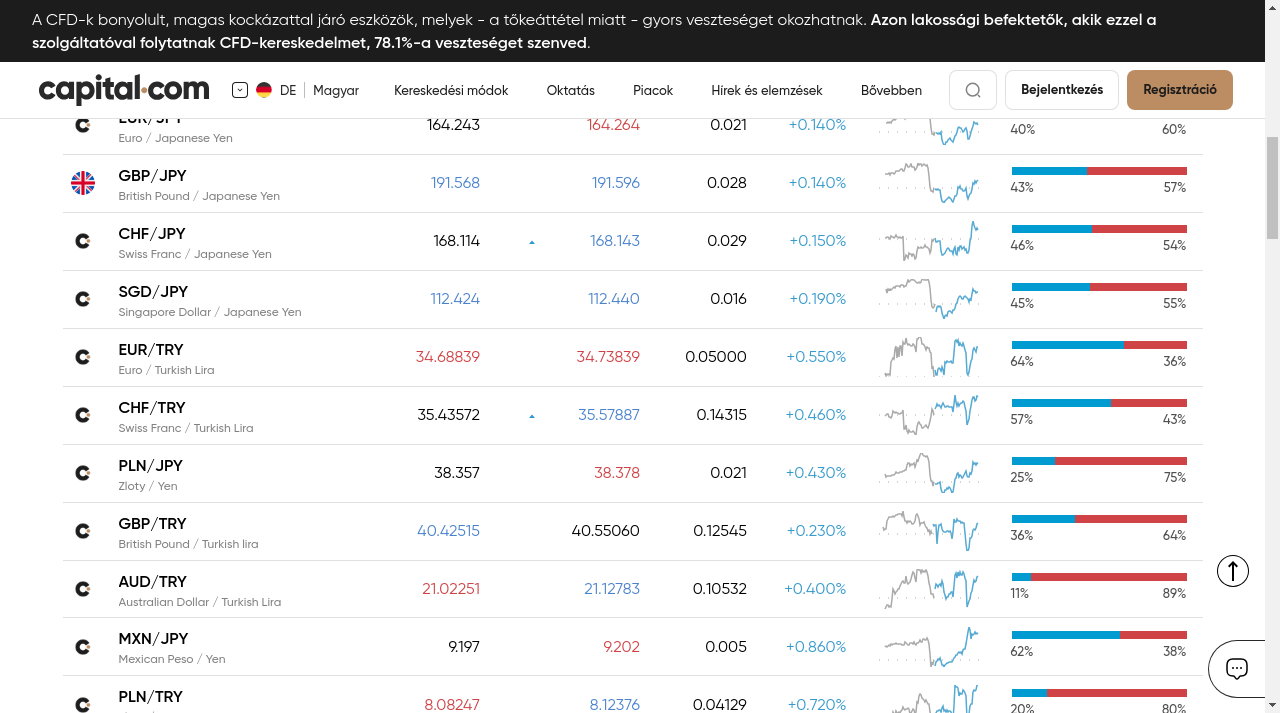 A CFD-k bonyolult, magas kockázattal járó eszközök, melyek - a tőkeáttétel miatt - gyors veszteséget okozhatnak. Azon lakossági befektetők, akik ezzel a
szolgáltatóval folytatnak CFD-kereskedelmet, 78.1%-a veszteséget szenved.
capital.com DE Magyar Kereskedési módok Oktatás Piacok Hírek és elemzések Bővebben Bejelentkezés Regisztráció
EUR/JPY 164.243 164.264 0.021 +0.140% 40% 60%
Euro / Japanese Yen
GBP/JPY 191.568 191.596 0.028 +0.140% 43% 57%
British Pound / Japanese Yen
CHF/JPY 168.114 168.143 0.029 +0.150% 46% 54%
Swiss Franc / Japanese Yen
SGD/JPY 112.424 112.440 0.016 +0.190% 45% 55%
Singapore Dollar / Japanese Yen
EUR/TRY 34.68839 34.73839 0.05000 +0.550% 64% 36%
Euro / Turkish Lira
CHF/TRY 35.43572 35.57887 0.14315 +0.460% 57% 43%
Swiss Franc / Turkish Lira
PLN/JPY 38.357 38.378 0.021 +0.430% 25% 75%
Zloty / Yen
GBP/TRY 40.42515 40.55060 0.12545 +0.230% 36% 64%
British Pound / Turkish lira
AUD/TRY 21.02251 21.12783 0.10532 +0.400% 11% 89%
Australian Dollar / Turkish Lira
MXN/JPY 9.197 9.202 0.005 +0.860% 62% 38%
Mexican Peso / Yen
PLN/TRY 8.08247 8.12376 0.04129 +0.720% 20% 80%